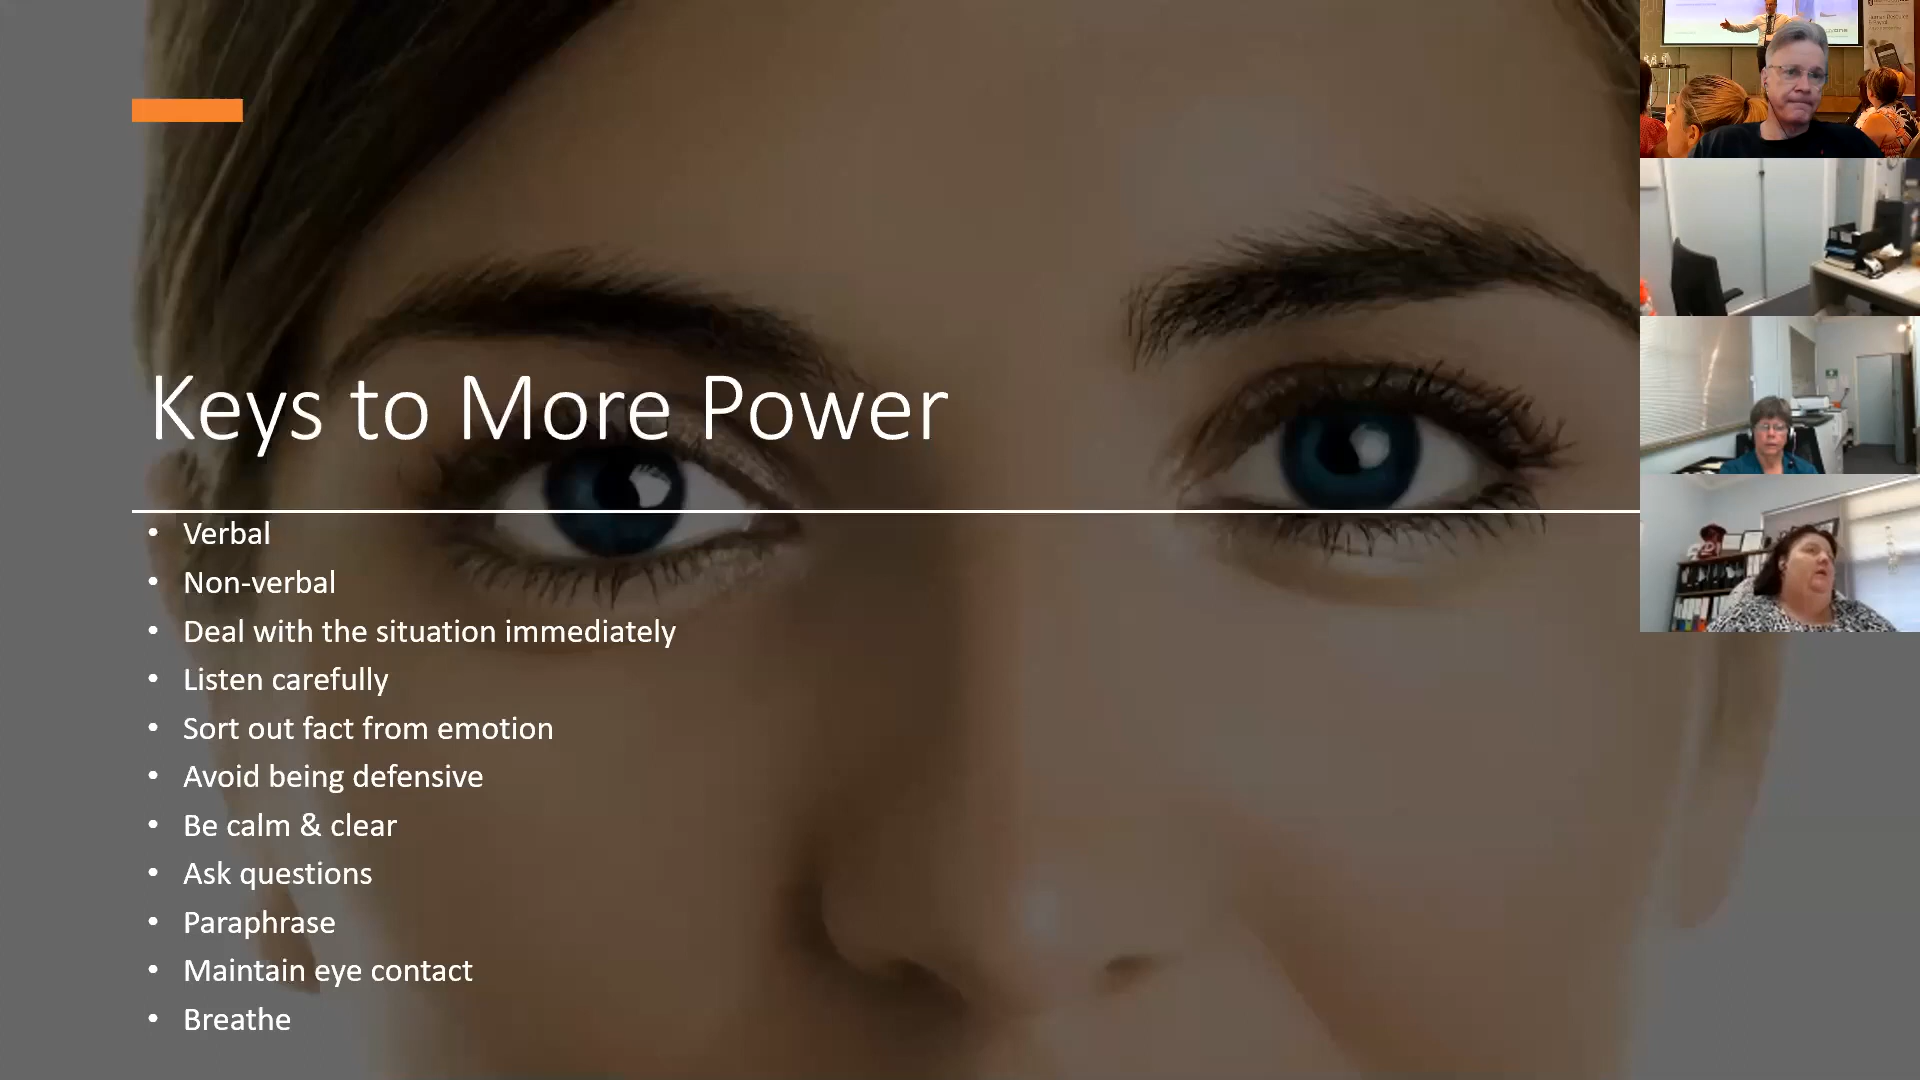 Keys to More Power
• Verbal
• Non-verbal
• Deal with the situation immediately
• Listen carefully
• Sort out fact from emotion
• Avoid being defensive
• Be calm & clear
• Ask questions
• Paraphrase
• Maintain eye contact
• Breathe